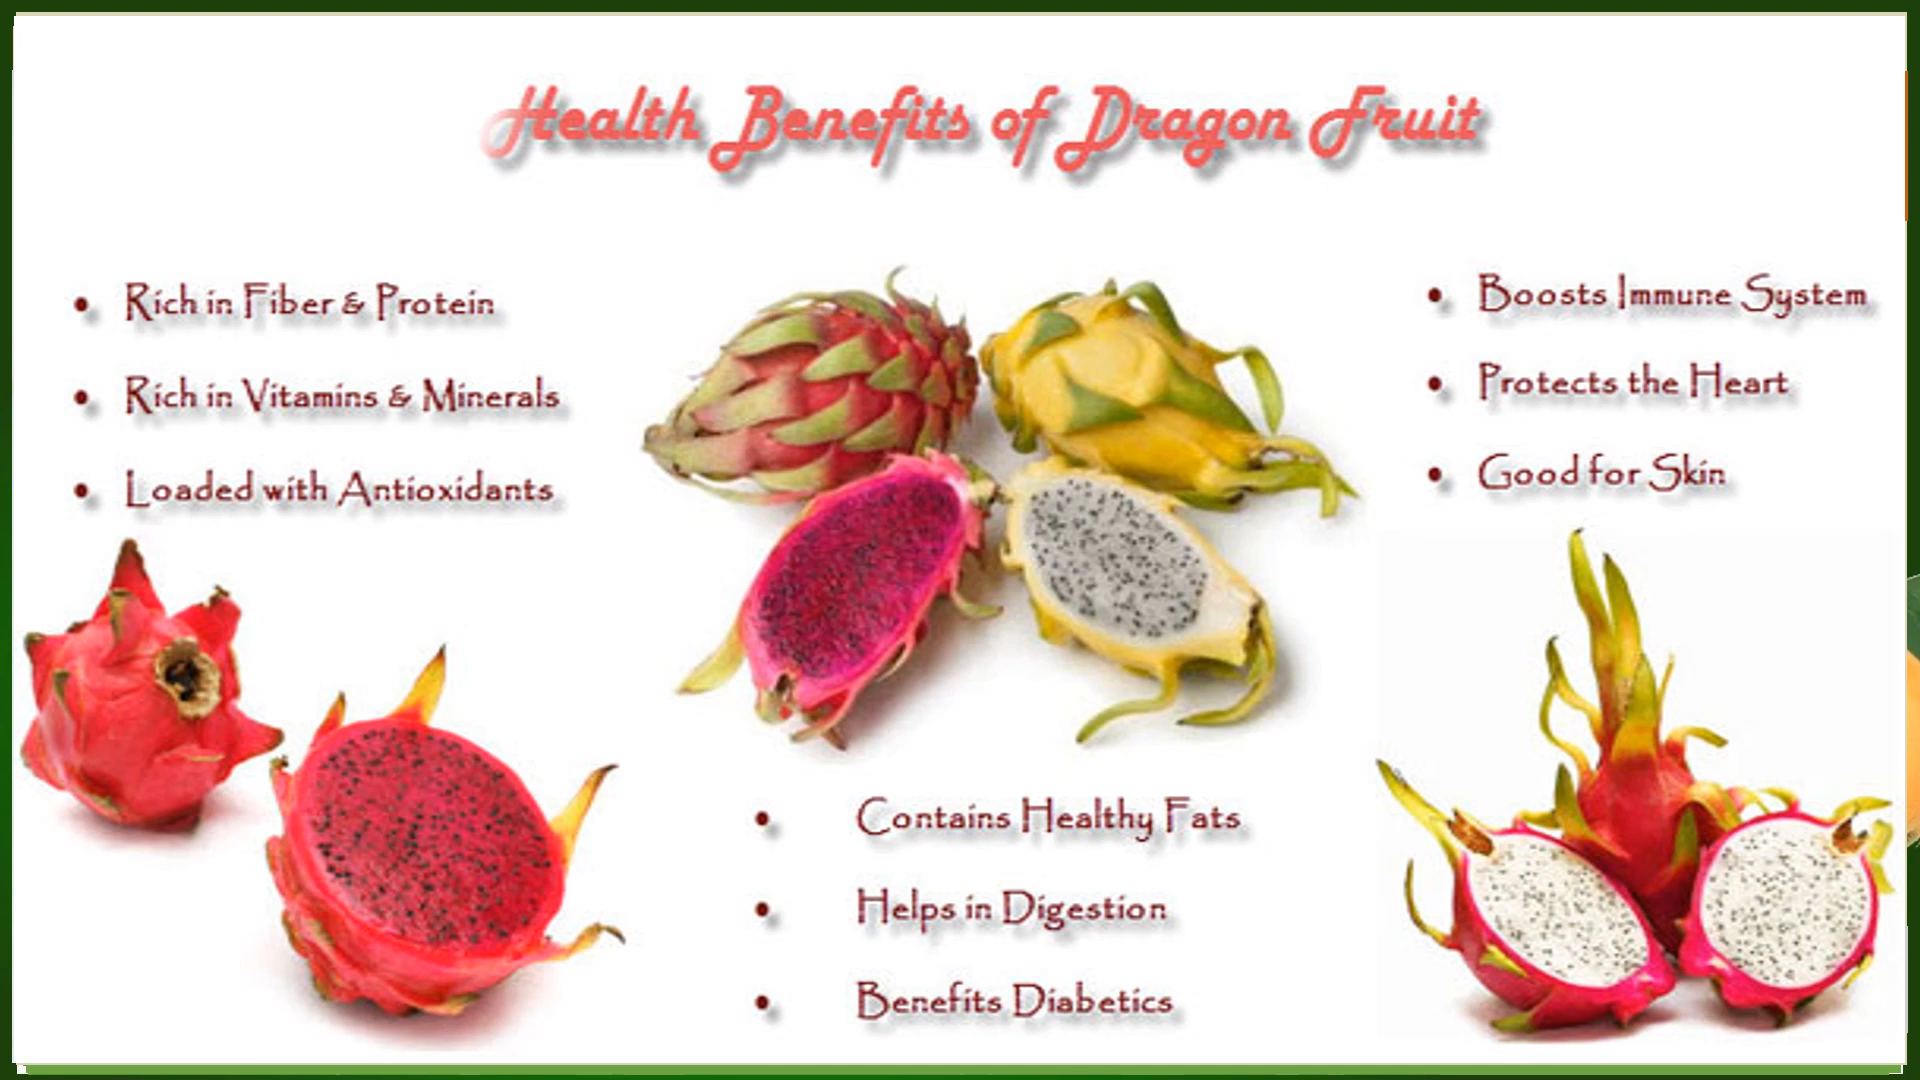 Health Benefits of Dragon Fruit
• Rich in Fiber & Protein
• Rich in Vitamins & Minerals
• Loaded with Antioxidants
• Boosts Immune System
• Protects the Heart
• Good for Skin
• Contains Healthy Fats
• Helps in Digestion
• Benefits Diabetics